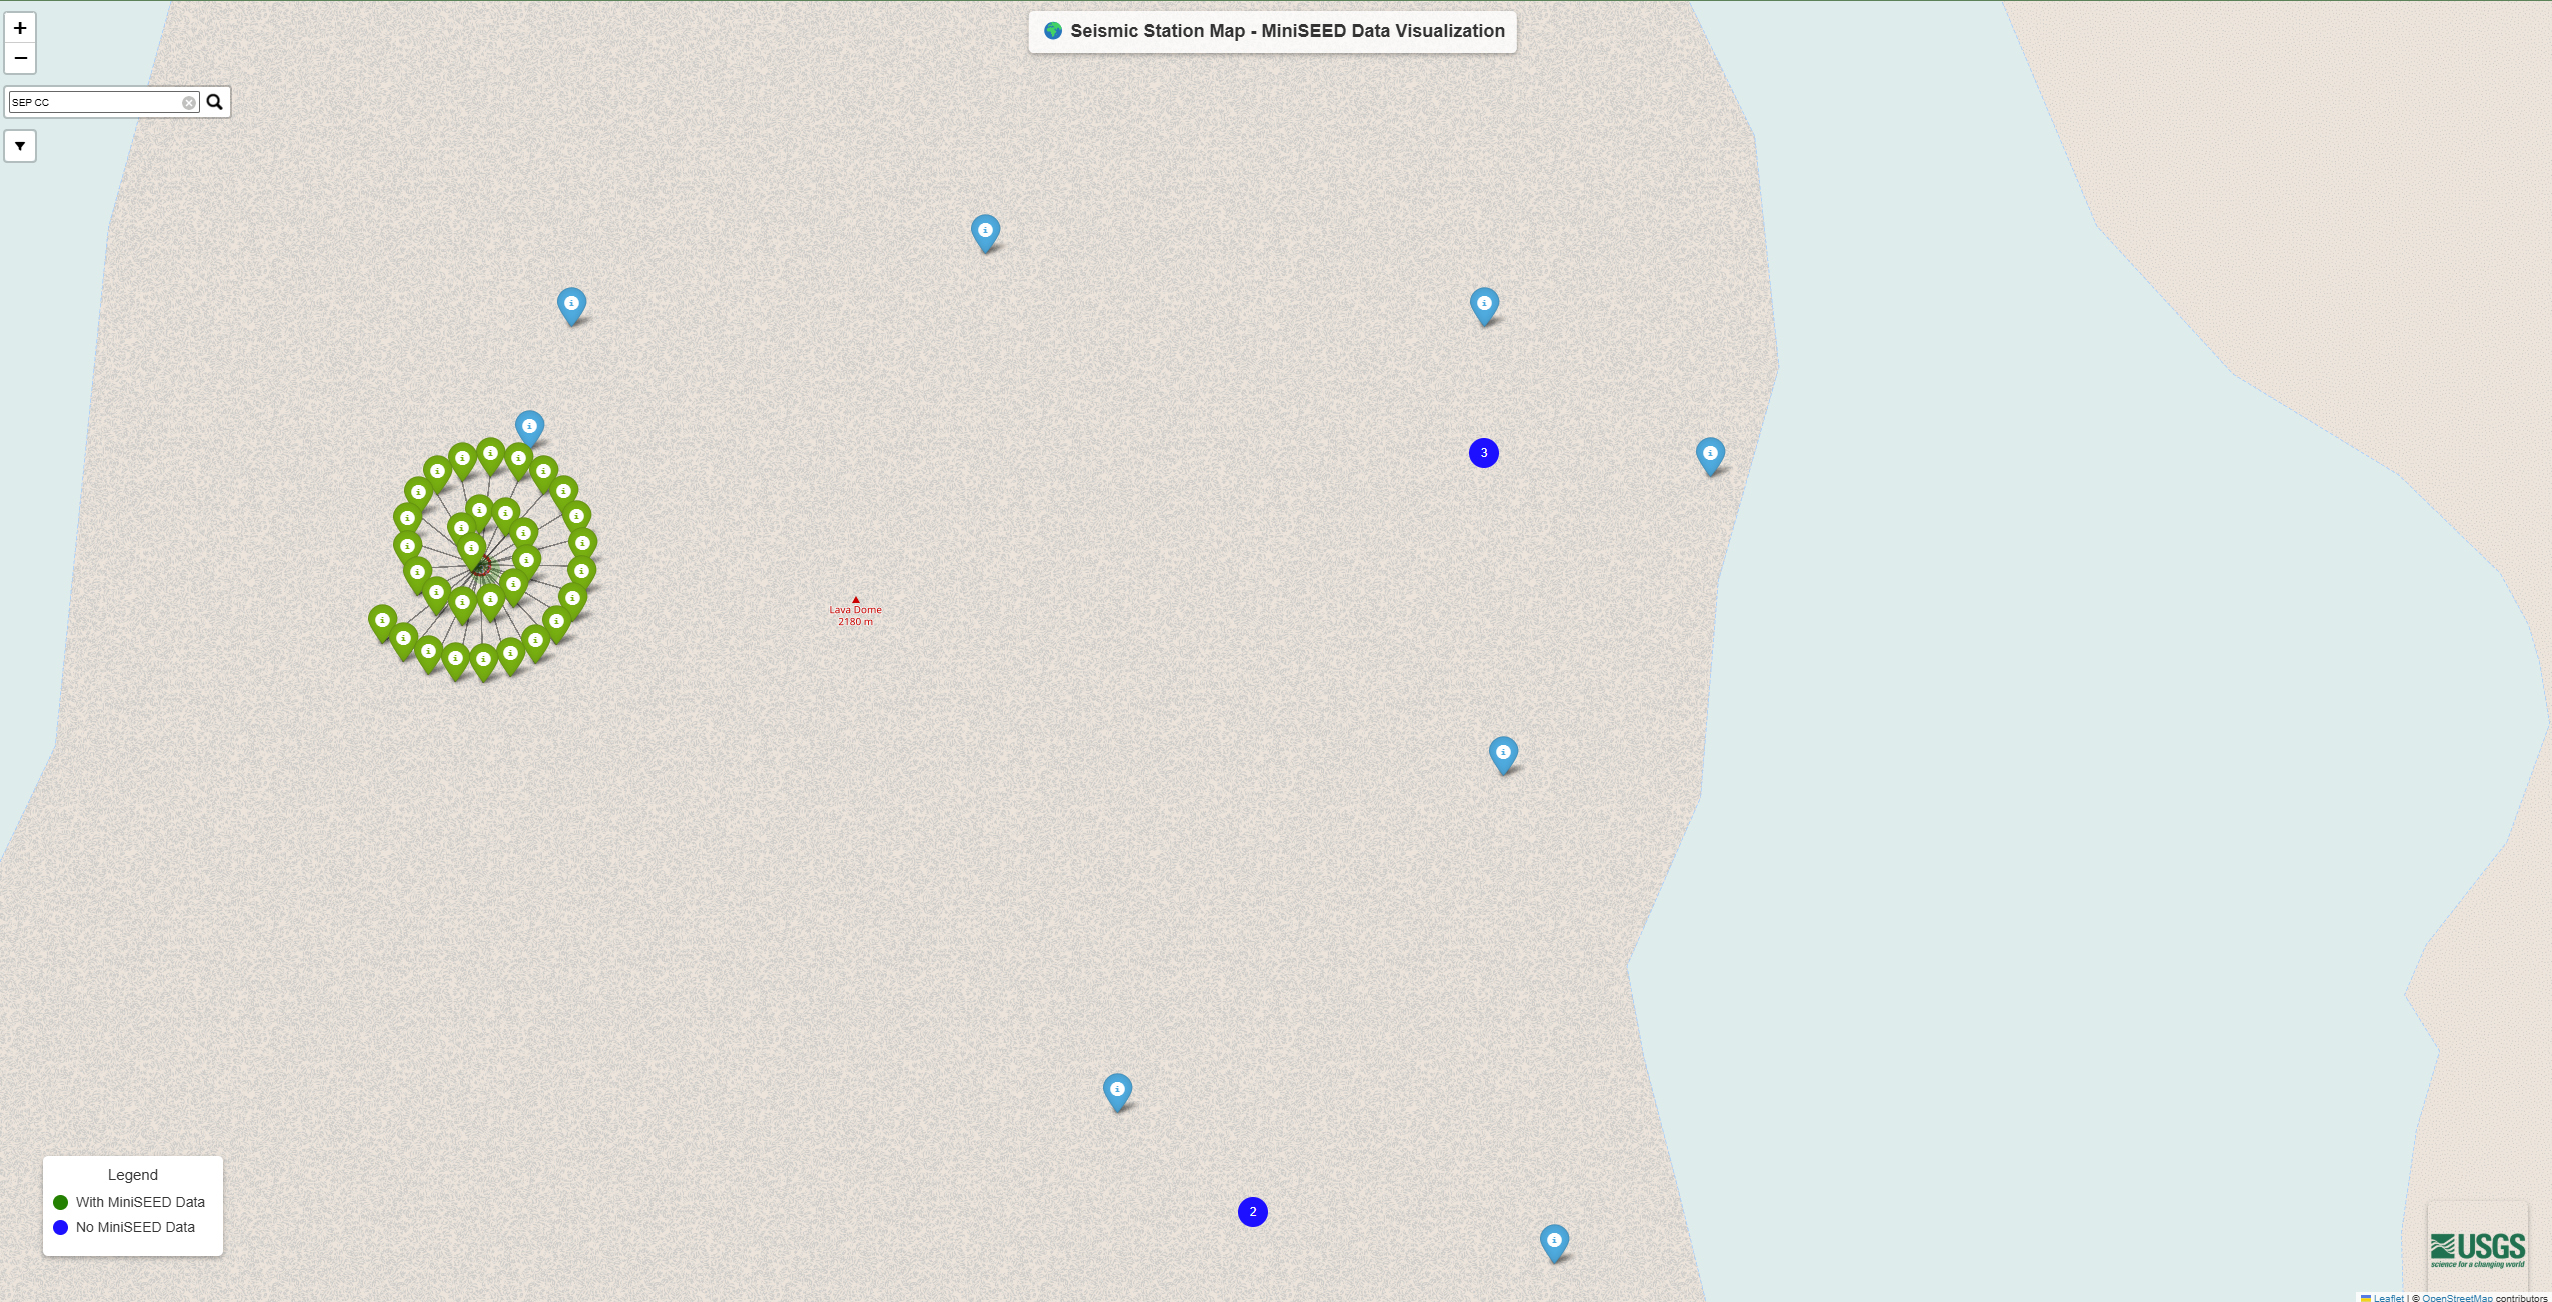 +
🌍 Seismic Station Map - MiniSEED Data Visualization
−
SEP CC
3
Lava Dome
2180 m
Legend
With MiniSEED Data
No MiniSEED Data
2
USGS
science for a changing world
Leaflet | © OpenStreetMap contributors